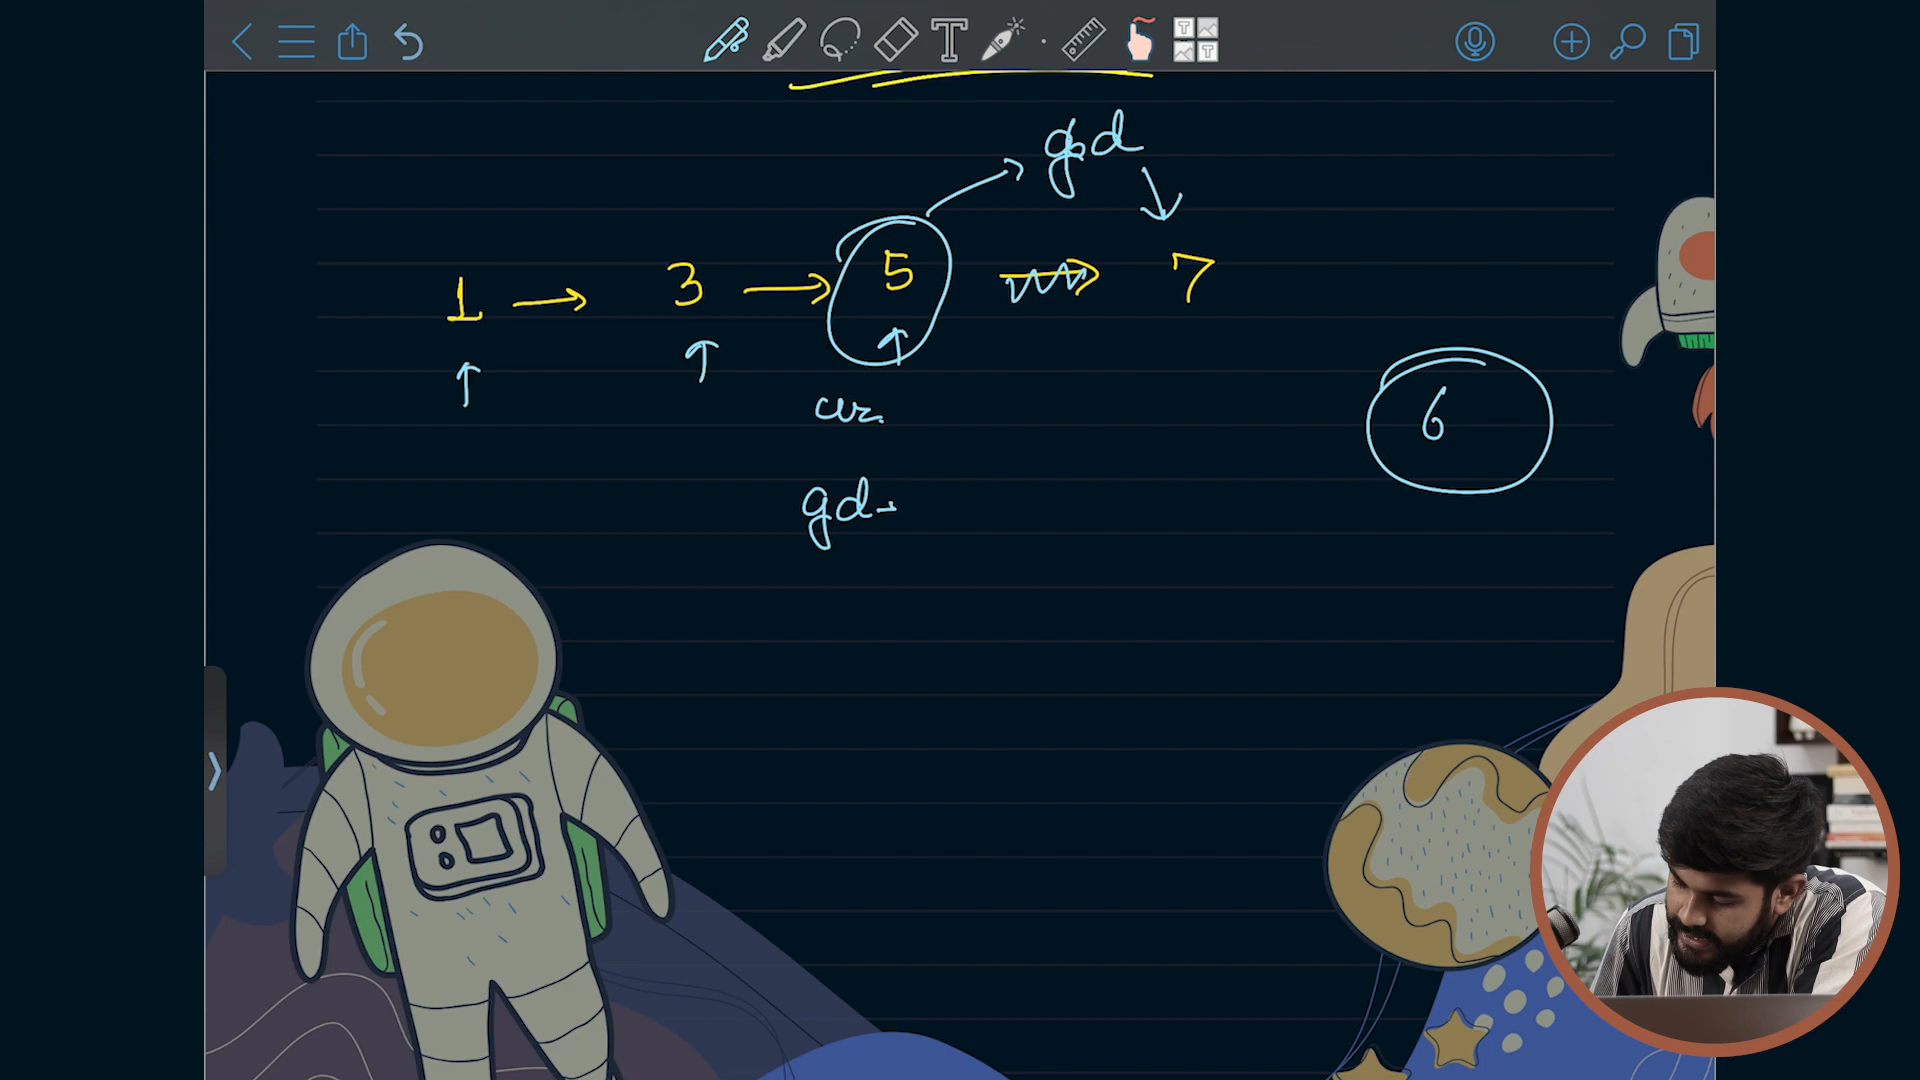 gd
1 → 3 → 5 → 7
6
cur
gd→